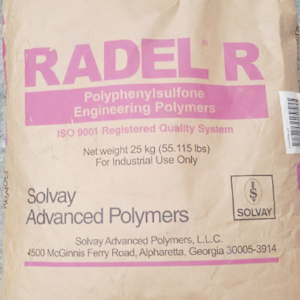 RADEL® R
Polyphenylsulfone
Engineering Polymers
ISO 9001 Registered Quality System
Net weight 25 kg (55.115 lbs)
For Industrial Use Only
Solvay
Advanced Polymers
SOLVAY
Solvay Advanced Polymers, L.L.C.
4500 McGinnis Ferry Road, Alpharetta, Georgia 30005-3914